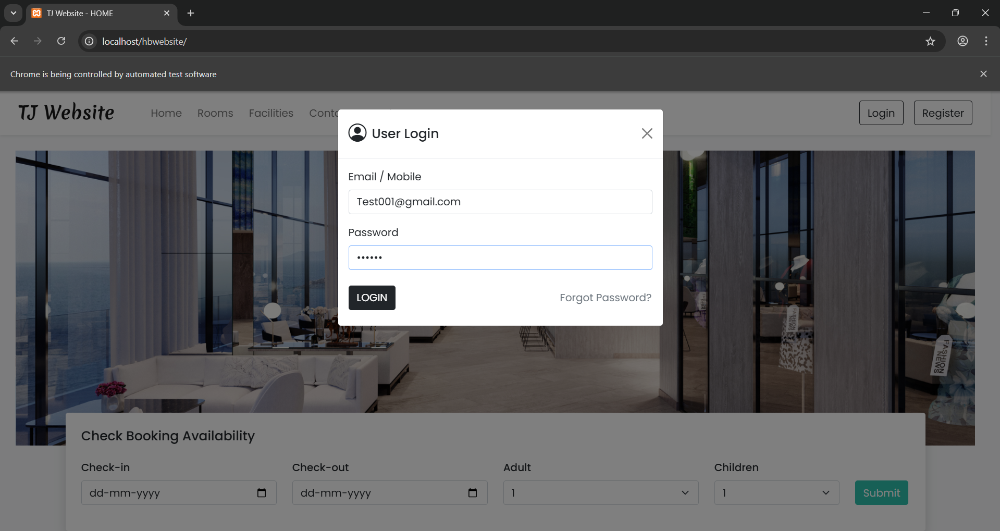 TJ Website - HOME
localhost/hbwebsite/
Chrome is being controlled by automated test software
TJ Website
Home Rooms Facilities Login Register
User Login
Email / Mobile
Test001@gmail.com
Password
••••••
LOGIN Forgot Password?
FASHION NEWS
FASHION NEWS
Check Booking Availability
Check-in Check-out Adult Children
dd-mm-yyyy dd-mm-yyyy 1 1 Submit